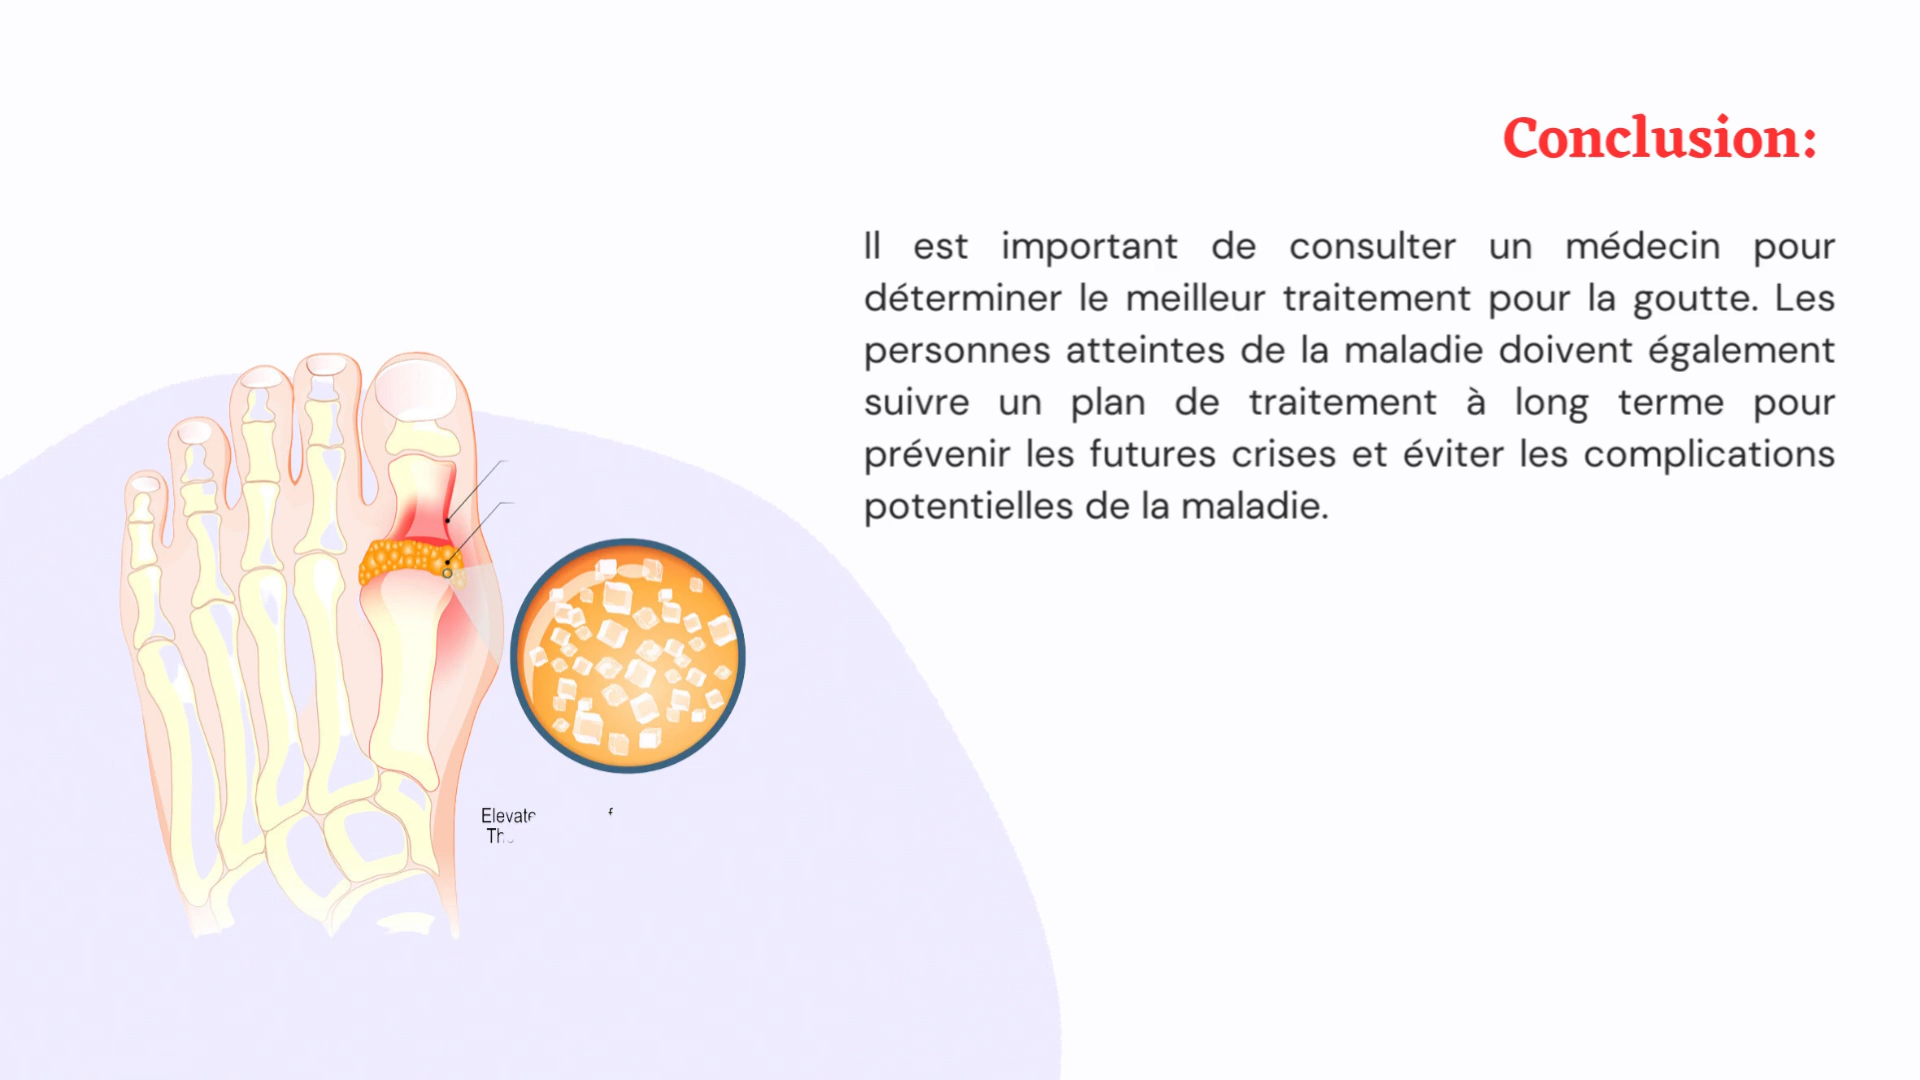 Conclusion:
Il est important de consulter un médecin pour
déterminer le meilleur traitement pour la goutte. Les
personnes atteintes de la maladie doivent également
suivre un plan de traitement à long terme pour
prévenir les futures crises et éviter les complications
potentielles de la maladie.